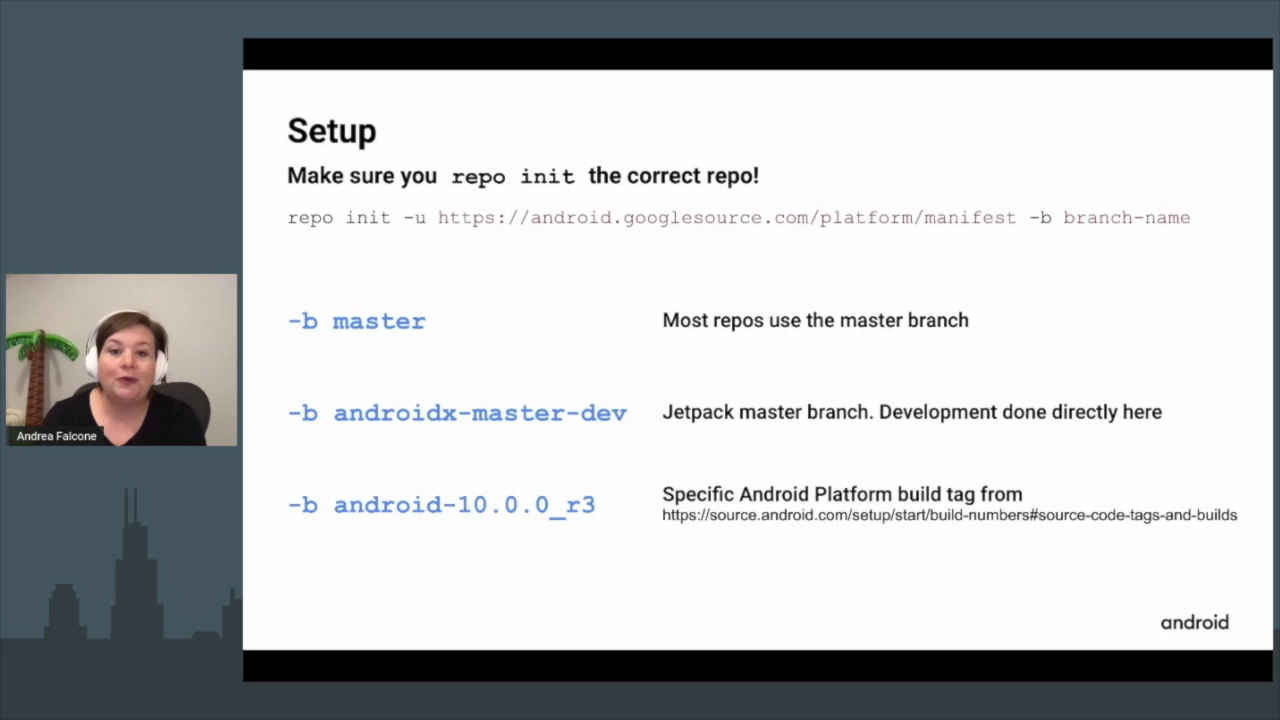 Setup
Make sure you repo init the correct repo!
repo init -u https://android.googlesource.com/platform/manifest -b branch-name
-b master
Most repos use the master branch
-b androidx-master-dev
Jetpack master branch. Development done directly here
-b android-10.0.0_r3
Specific Android Platform build tag from
https://source.android.com/setup/start/build-numbers#source-code-tags-and-builds
Andrea Falcone
android